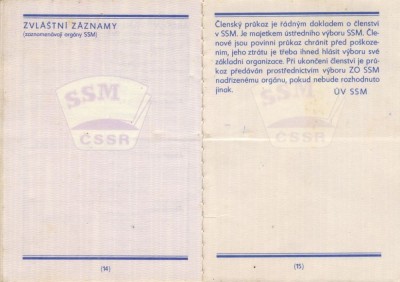 ZVLÁŠTNÍ ZÁZNAMY
(zaznamenávají orgány SSM)
SSM
ČSSR
(14)
Členský průkaz je řádným dokladem o členství
v SSM. Je majetkem ústředního výboru SSM. Čle-
nové jsou povinni průkaz chránit před poškoze-
ním, jeho ztrátu je třeba ihned hlásit výboru své
základní organizace. Při ukončení členství je prů-
kaz předáván prostřednictvím výboru ZO SSM
nadřízenému orgánu, pokud nebude rozhodnuto
jinak.
ÚV SSM
SSM
ČSSR
(15)